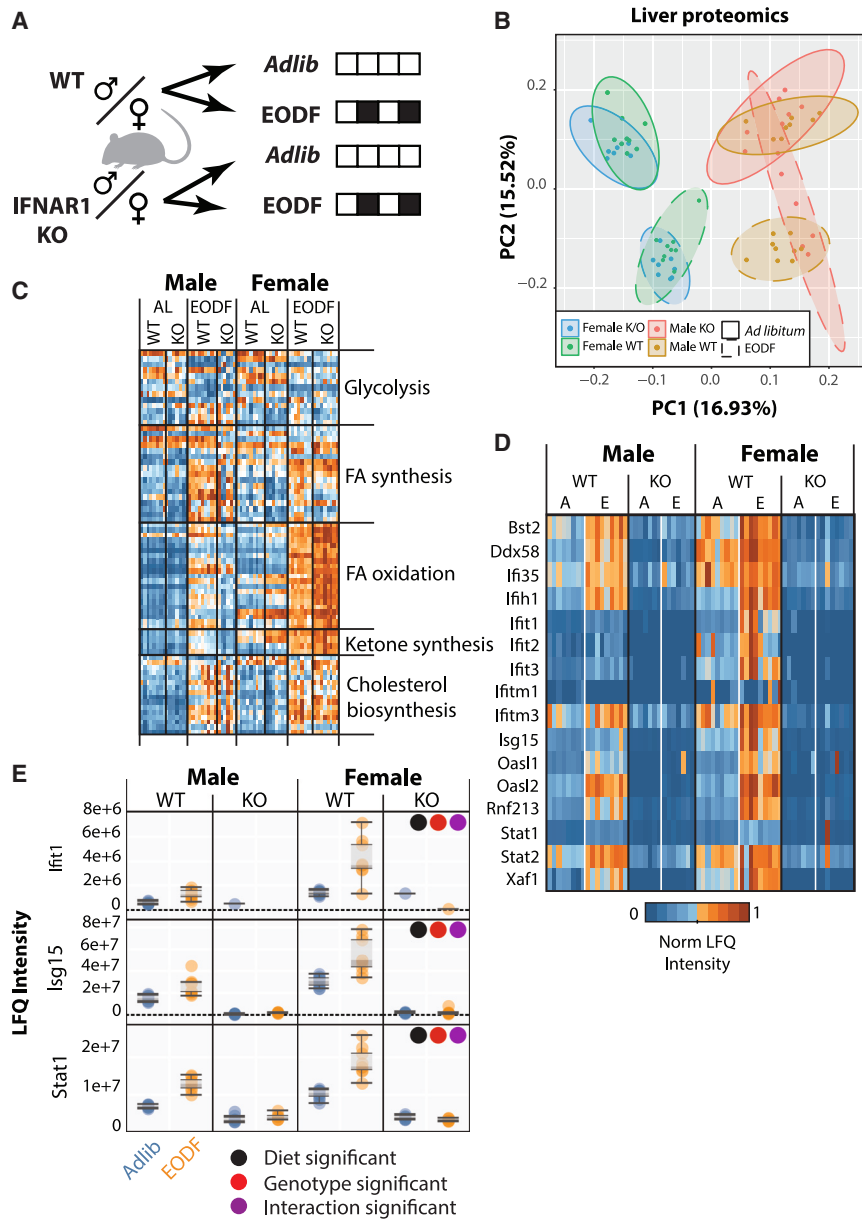 A
WT
♂
♀
Adlib
EODF
♂
♀
IFNAR1
KO
Adlib
EODF
B
Liver proteomics
PC2 (15.52%)
0.2
0.0
−0.2
−0.2
−0.1
0.0
0.1
0.2
PC1 (16.93%)
Female K/O
Male KO
Ad libitum
Female WT
Male WT
EODF
C
Male Female
AL EODF AL EODF
WT KO WT KO WT KO WT KO
Glycolysis
FA synthesis
FA oxidation
Ketone synthesis
Cholesterol
biosynthesis
D
Male Female
WT KO WT KO
A E A E A E A E
Bst2
Ddx58
Ifi35
Ifih1
Ifit1
Ifit2
Ifit3
Ifitm1
Ifitm3
Isg15
Oasl1
Oasl2
Rnf213
Stat1
Stat2
Xaf1
0 1
Norm LFQ
Intensity
E
Male Female
WT KO WT KO
LFQ Intensity
Ifit1
8e+6
6e+6
4e+6
2e+6
0
Isg15
8e+7
6e+7
4e+7
2e+7
0
Stat1
2e+7
1e+7
0
Adlib
EODF
Diet significant
Genotype significant
Interaction significant